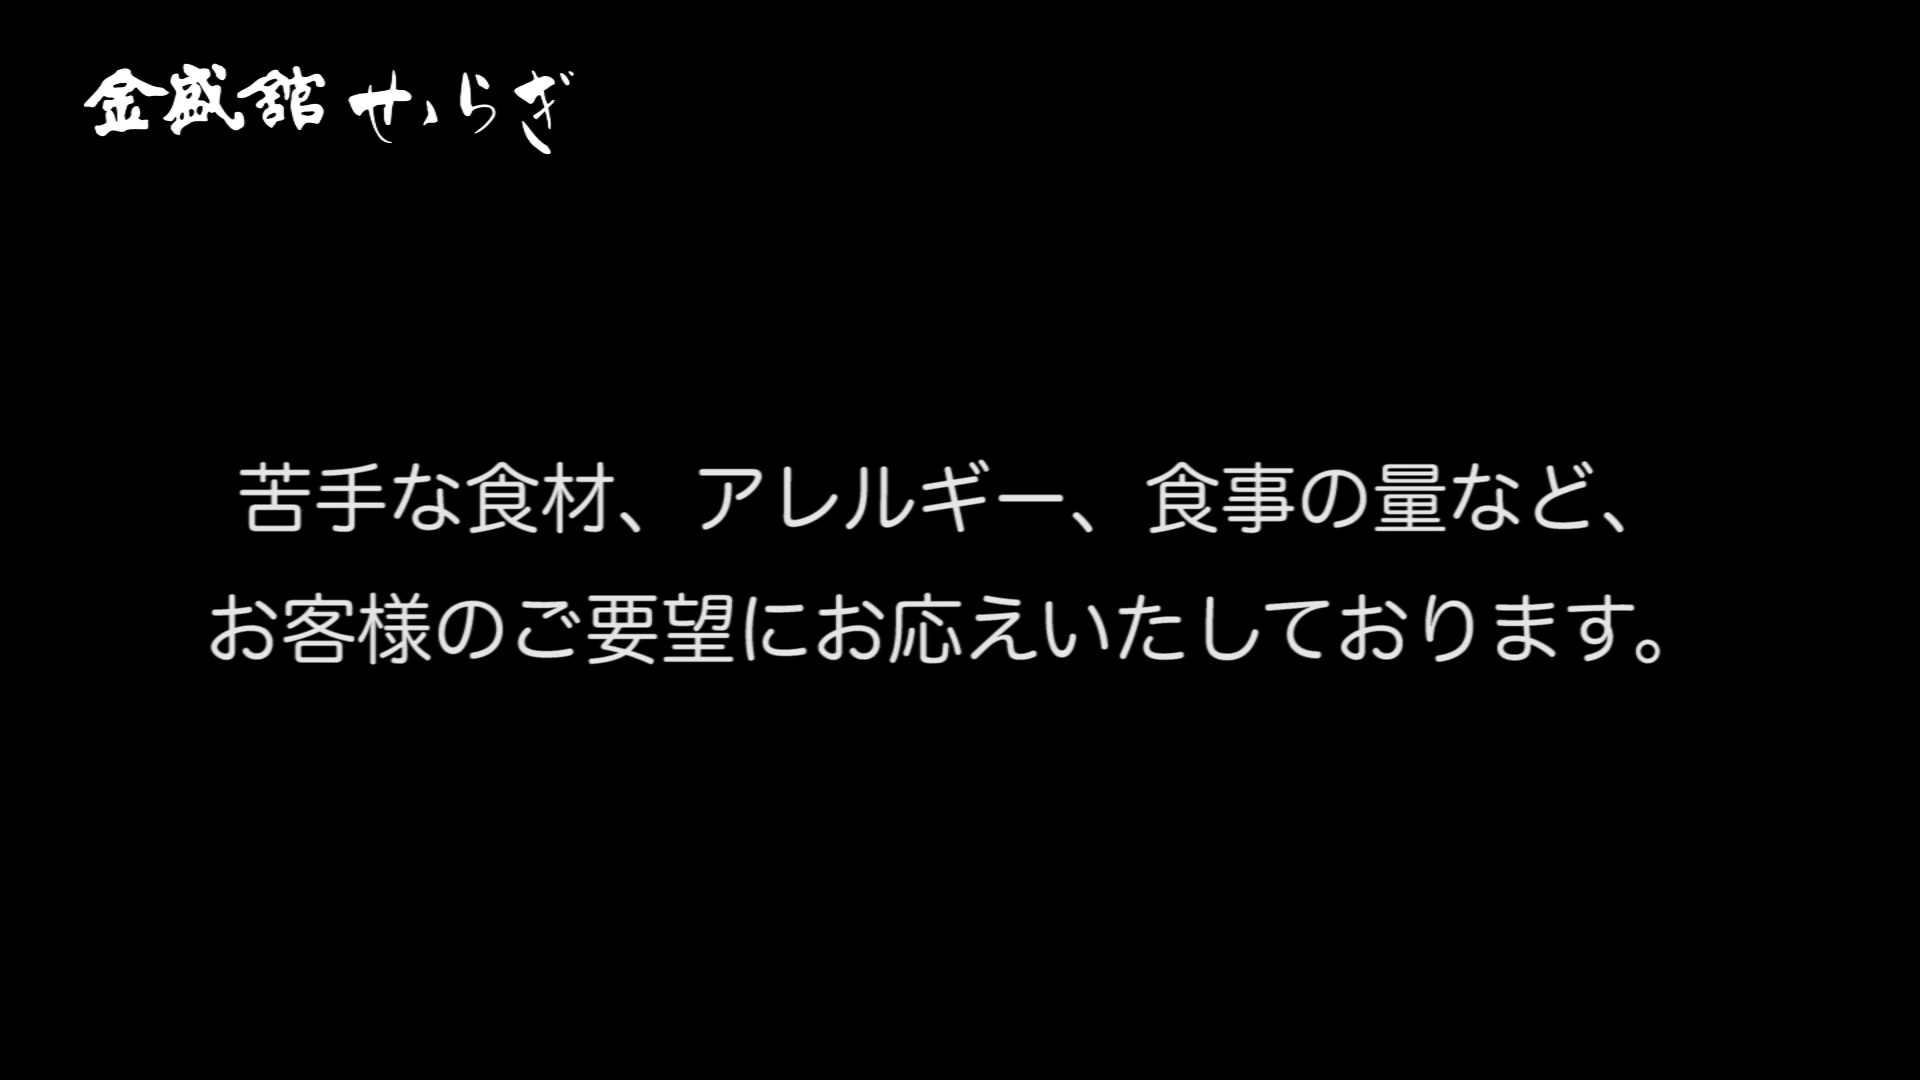 金盛館 せゝらぎ
苦手な食材、アレルギー、食事の量など、
お客様のご要望にお応えいたしております。